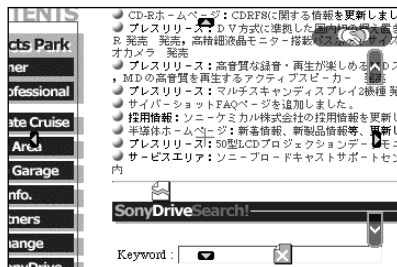 TENTS
cts Park
ner
ofessional
ate Cruise
Area
Garage
nfo.
tners
ange
CD-Rホームページ：CDRFSに関する情報を更新しまし
プレスリリース：DV方式に準拠した国内初
R 発売 発売，高精細液晶モニター搭載
オカメラ 発売
プレスリリース：高音質な録音・再生が楽しめる
，MDの高音質を再生するアクティブスピーカー
プレスリリース：マルチスキャンディスプレイ2機種 発
サイバーショットFAQページを追加しました。
採用情報：ソニーケミカル株式会社の採用情報を更新し
半導体ホームページ：新着情報、新製品情報等、更新し
プレスリリース：50型LCDプロジェクションデ
サービスエリア：ソニーブロードキャストサポートセン
内
SonyDriveSearch!
Keyword :